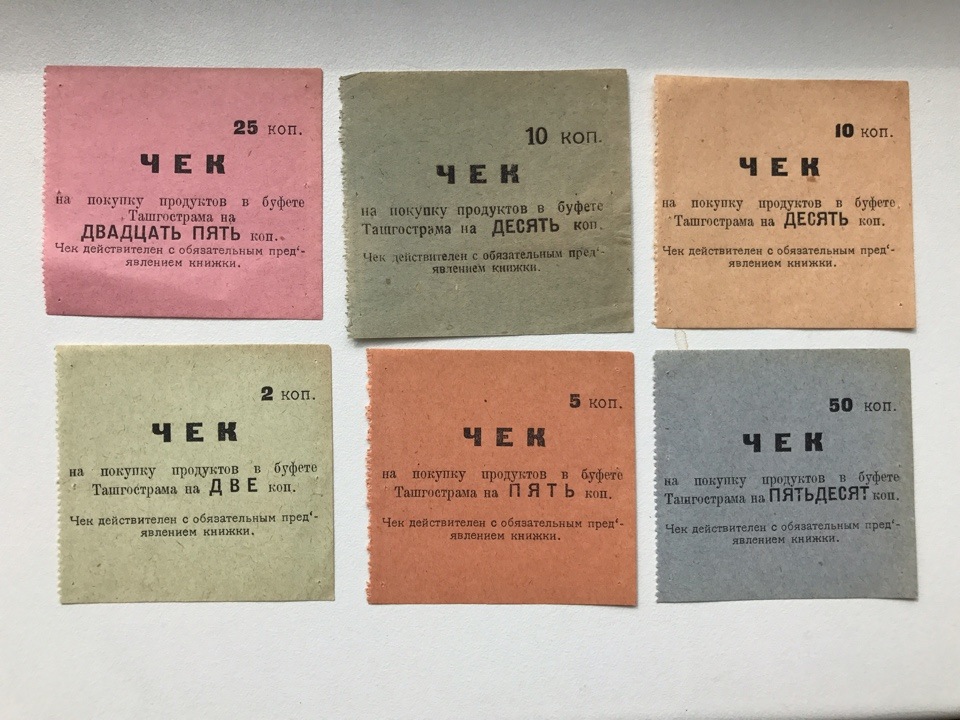 25 коп.
ЧЕК
на покупку продуктов в буфете
Ташгострама на
ДВАДЦАТЬ ПЯТЬ коп.
Чек действителен с обязательным пред‘-
явлением книжки.
10 коп.
ЧЕК
на покупку продуктов в буфете
Ташгострама на ДЕСЯТЬ коп.
Чек действителен с обязательным пред‘-
явлением книжки.
10 коп.
ЧЕК
на покупку продуктов в буфете
Ташгострама на ДЕСЯТЬ коп.
Чек действителен с обязательным пред‘-
явлением книжки.
2 коп.
ЧЕК
на покупку продуктов в буфете
Ташгострама на ДВЕ коп.
Чек действителен с обязательным пред‘-
явлением книжки.
5 коп.
ЧЕК
на покупку продуктов в буфете
Ташгострама на ПЯТЬ коп.
Чек действителен с обязательным пред‘-
явлением книжки.
50 коп.
ЧЕК
на покупку продуктов в буфете
Ташгострама на ПЯТЬДЕСЯТ коп.
Чек действителен с обязательным пред‘-
явлением книжки.